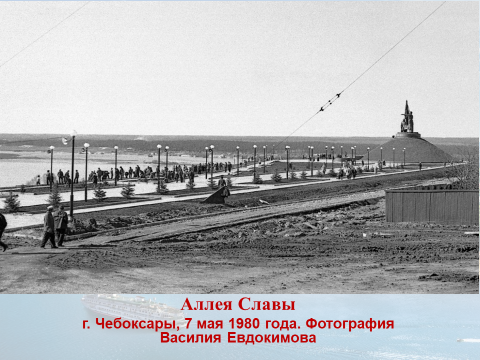 Аллея Славы
г. Чебоксары, 7 мая 1980 года. Фотография
Василия Евдокимова